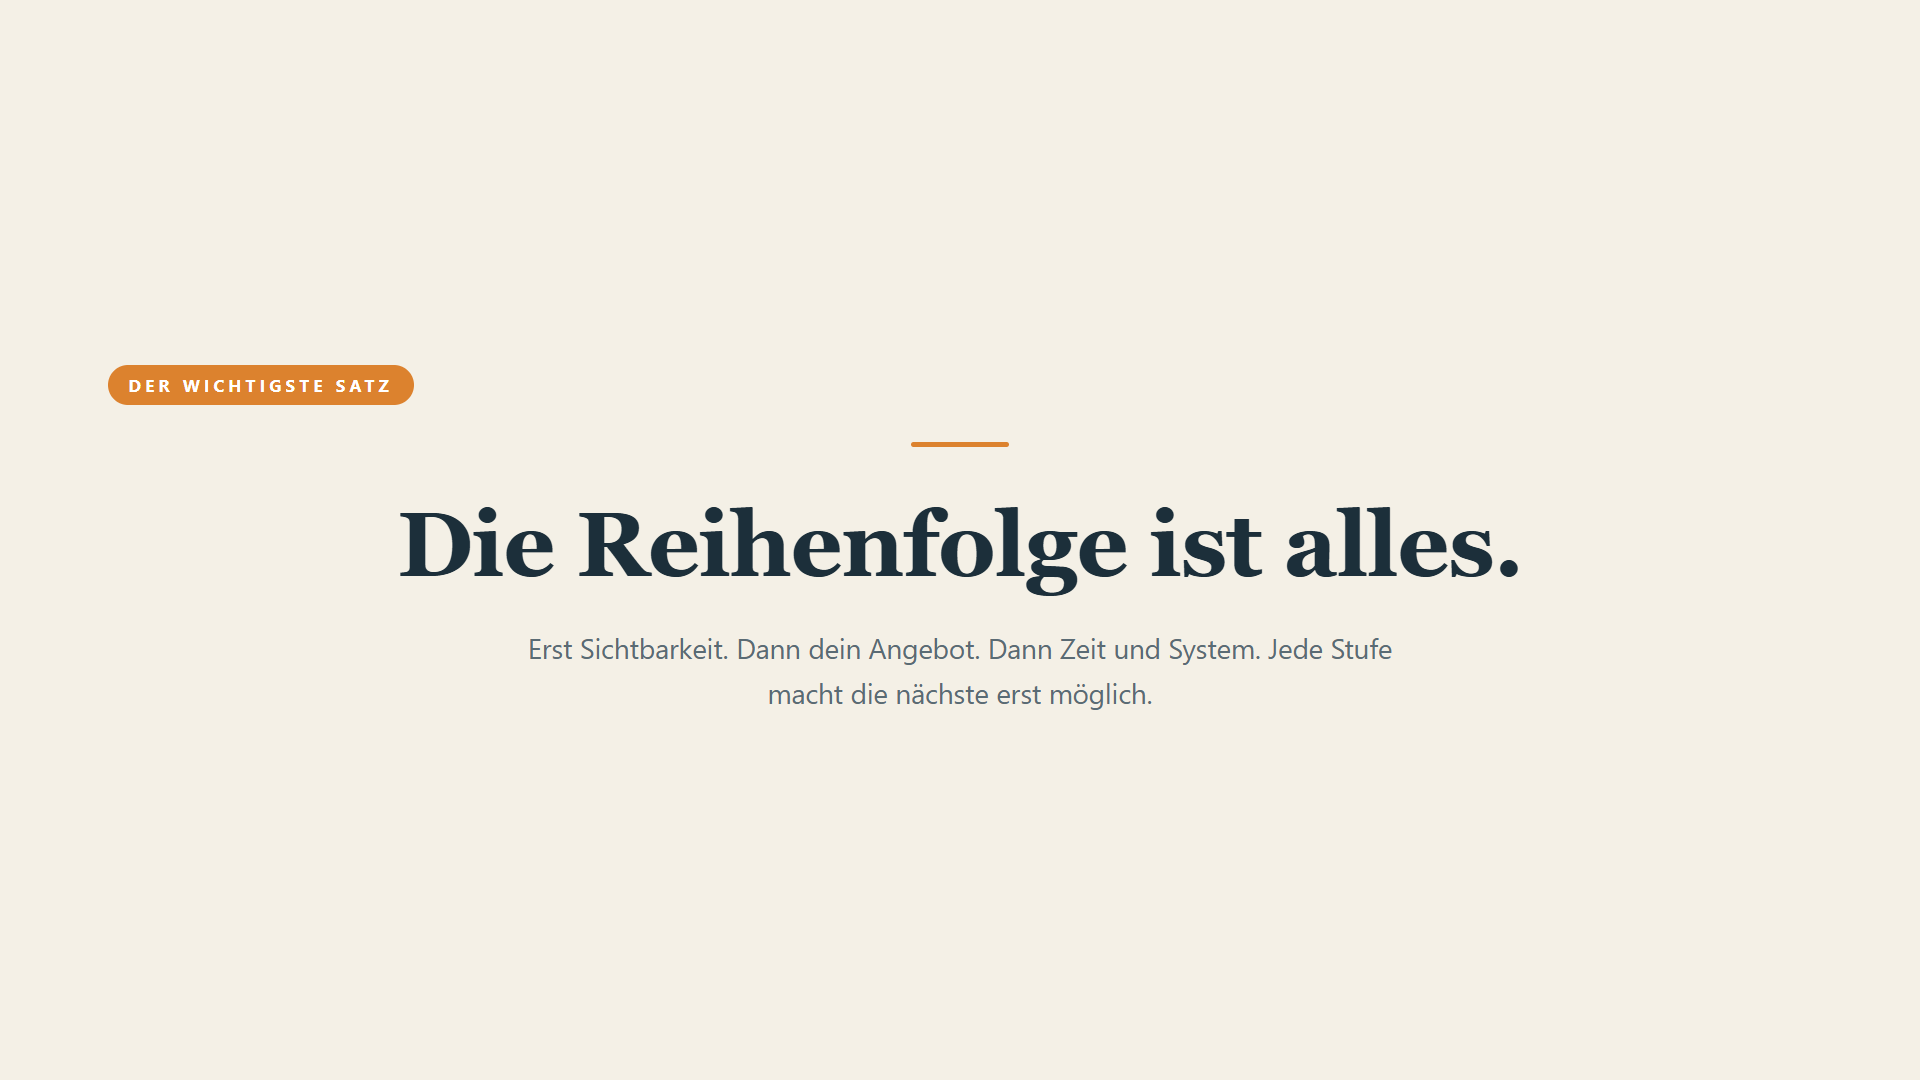 DER WICHTIGSTE SATZ
Die Reihenfolge ist alles.
Erst Sichtbarkeit. Dann dein Angebot. Dann Zeit und System. Jede Stufe
macht die nächste erst möglich.